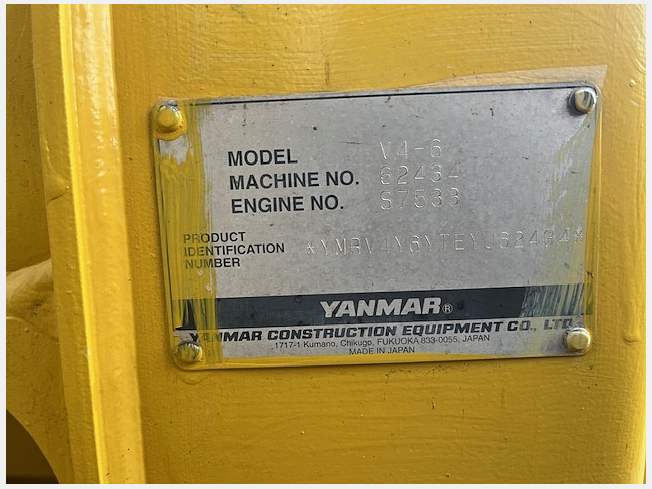 MODEL V4-6
MACHINE NO. 62434
ENGINE NO. S7533
PRODUCT
IDENTIFICATION
NUMBER
YANMAR®
YANMAR CONSTRUCTION EQUIPMENT CO., LTD.
1717-1 Kumano, Chikugo, FUKUOKA 833-0055, JAPAN
MADE IN JAPAN